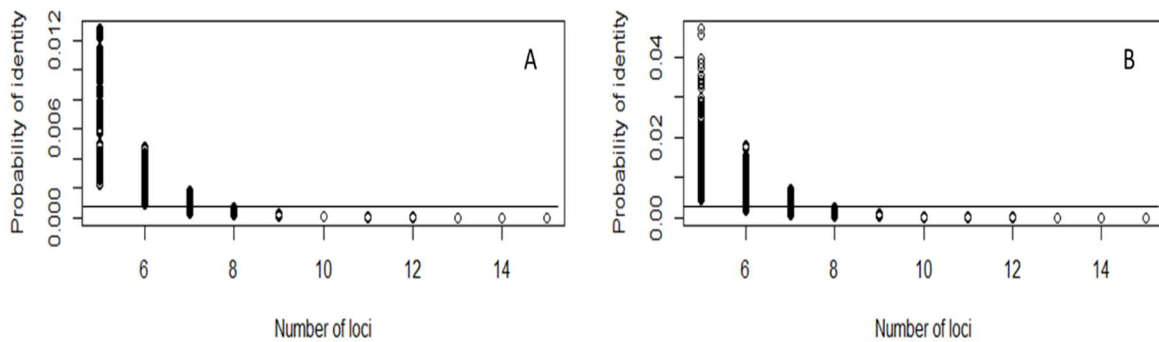 Probability of identity
0.012
0.006
0.000
A
6 8 10 12 14
Number of loci
Probability of identity
0.04
0.02
0.00
B
6 8 10 12 14
Number of loci